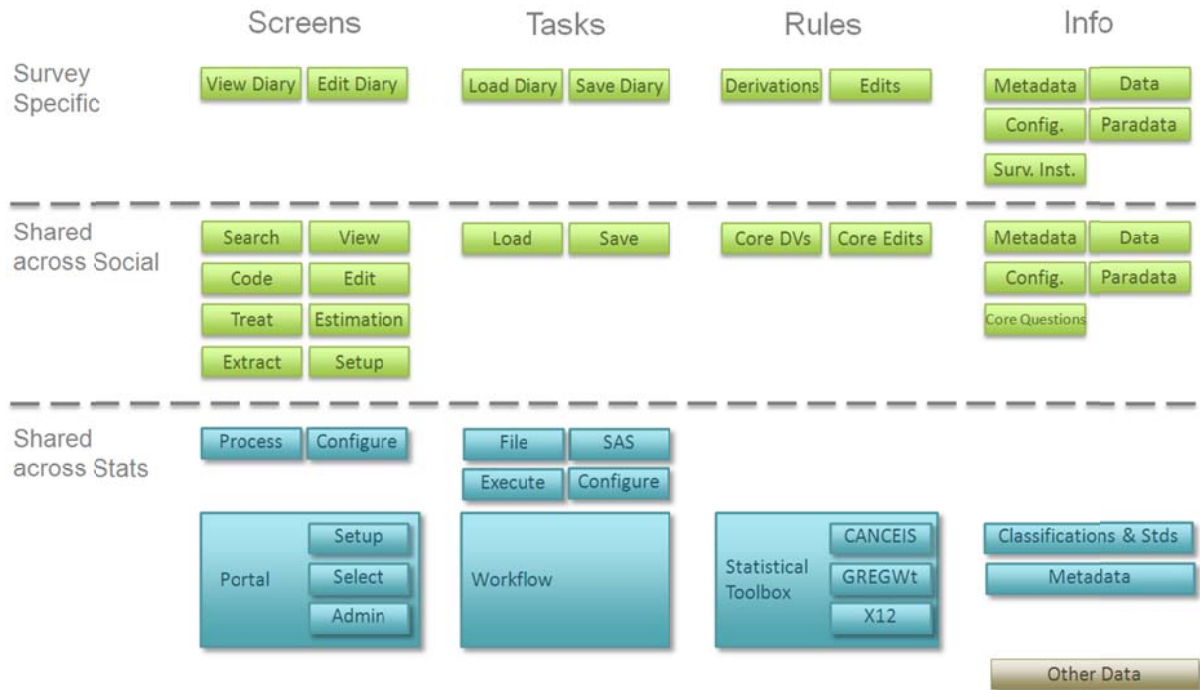 Screens Tasks Rules Info
Survey
Specific
View Diary Edit Diary Load Diary Save Diary Derivations Edits Metadata Data
Config. Paradata
Surv. Inst.
Shared
across Social
Search View Load Save Core DVs Core Edits Metadata Data
Code Edit Config. Paradata
Treat Estimation Core Questions
Extract Setup
Shared
across Stats
Process Configure File SAS
Execute Configure
Portal
Setup
Select
Admin
Workflow
Statistical
Toolbox
CANCEIS
GREGWt
X12
Classifications & Stds
Metadata
Other Data